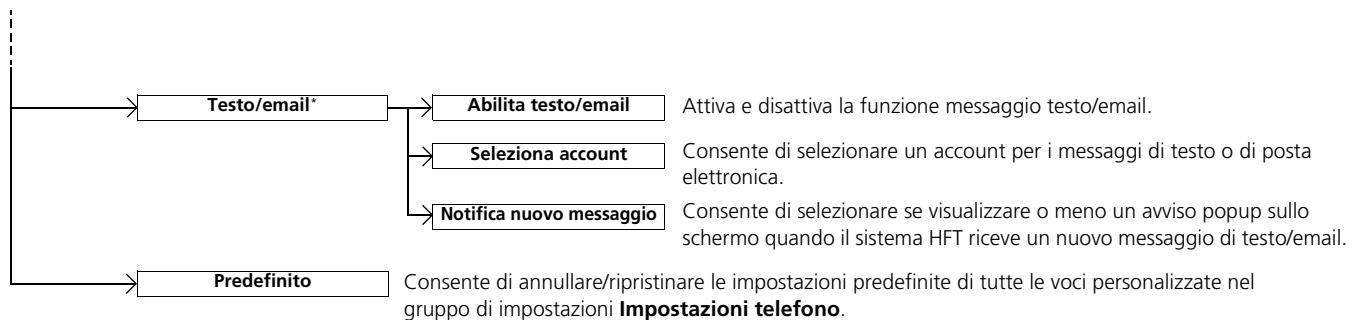 Testo/email*
Abilita testo/email
Attiva e disattiva la funzione messaggio testo/email.
Seleziona account
Consente di selezionare un account per i messaggi di testo o di posta
elettronica.
Notifica nuovo messaggio
Consente di selezionare se visualizzare o meno un avviso popup sullo
schermo quando il sistema HFT riceve un nuovo messaggio di testo/email.
Predefinito
Consente di annullare/ripristinare le impostazioni predefinite di tutte le voci personalizzate nel
gruppo di impostazioni Impostazioni telefono.